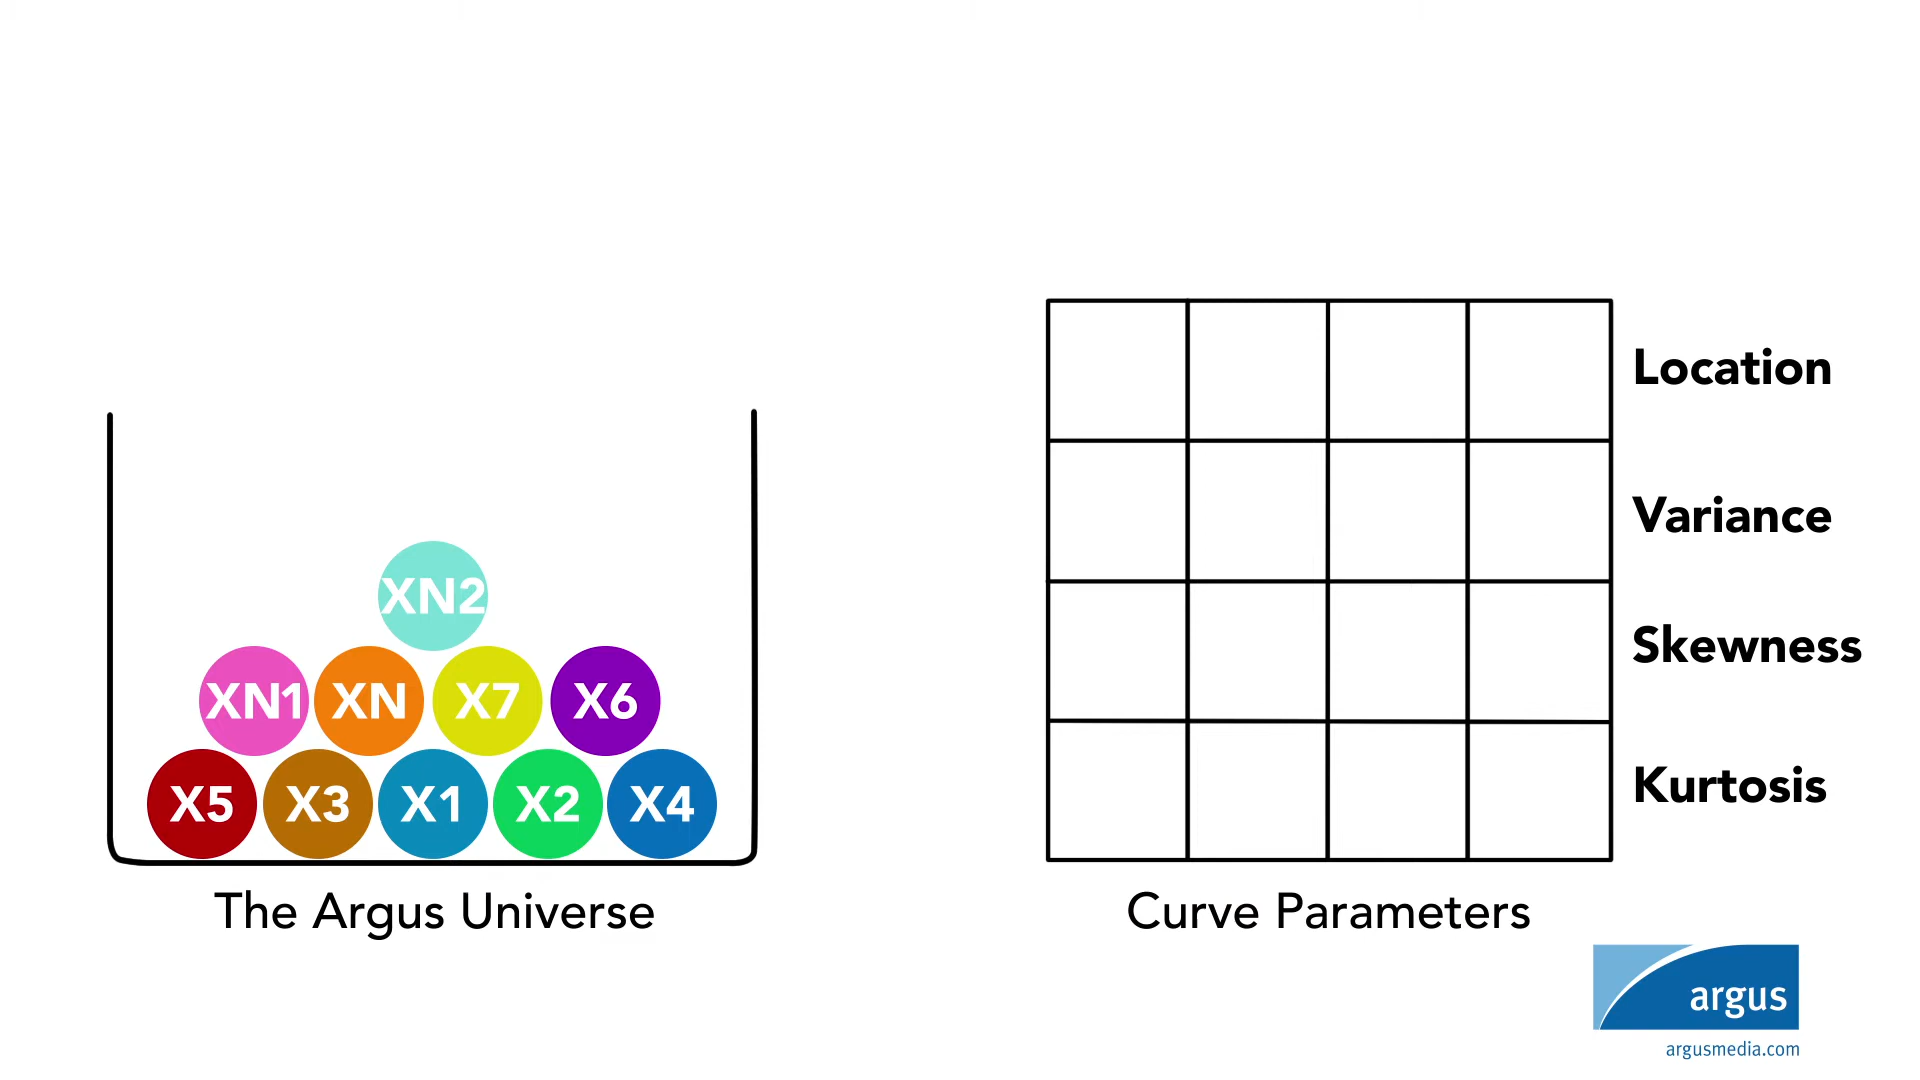 XN2
XN1 XN X7 X6
X5 X3 X1 X2 X4
The Argus Universe
Location
Variance
Skewness
Kurtosis
Curve Parameters
argus
argusmedia.com